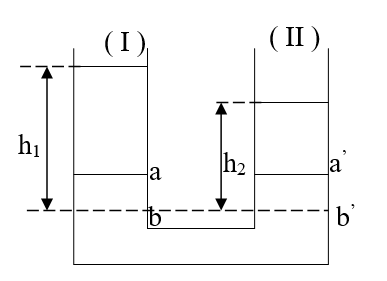 ( I ) ( II )
h₁ a h₂ a’
b b’